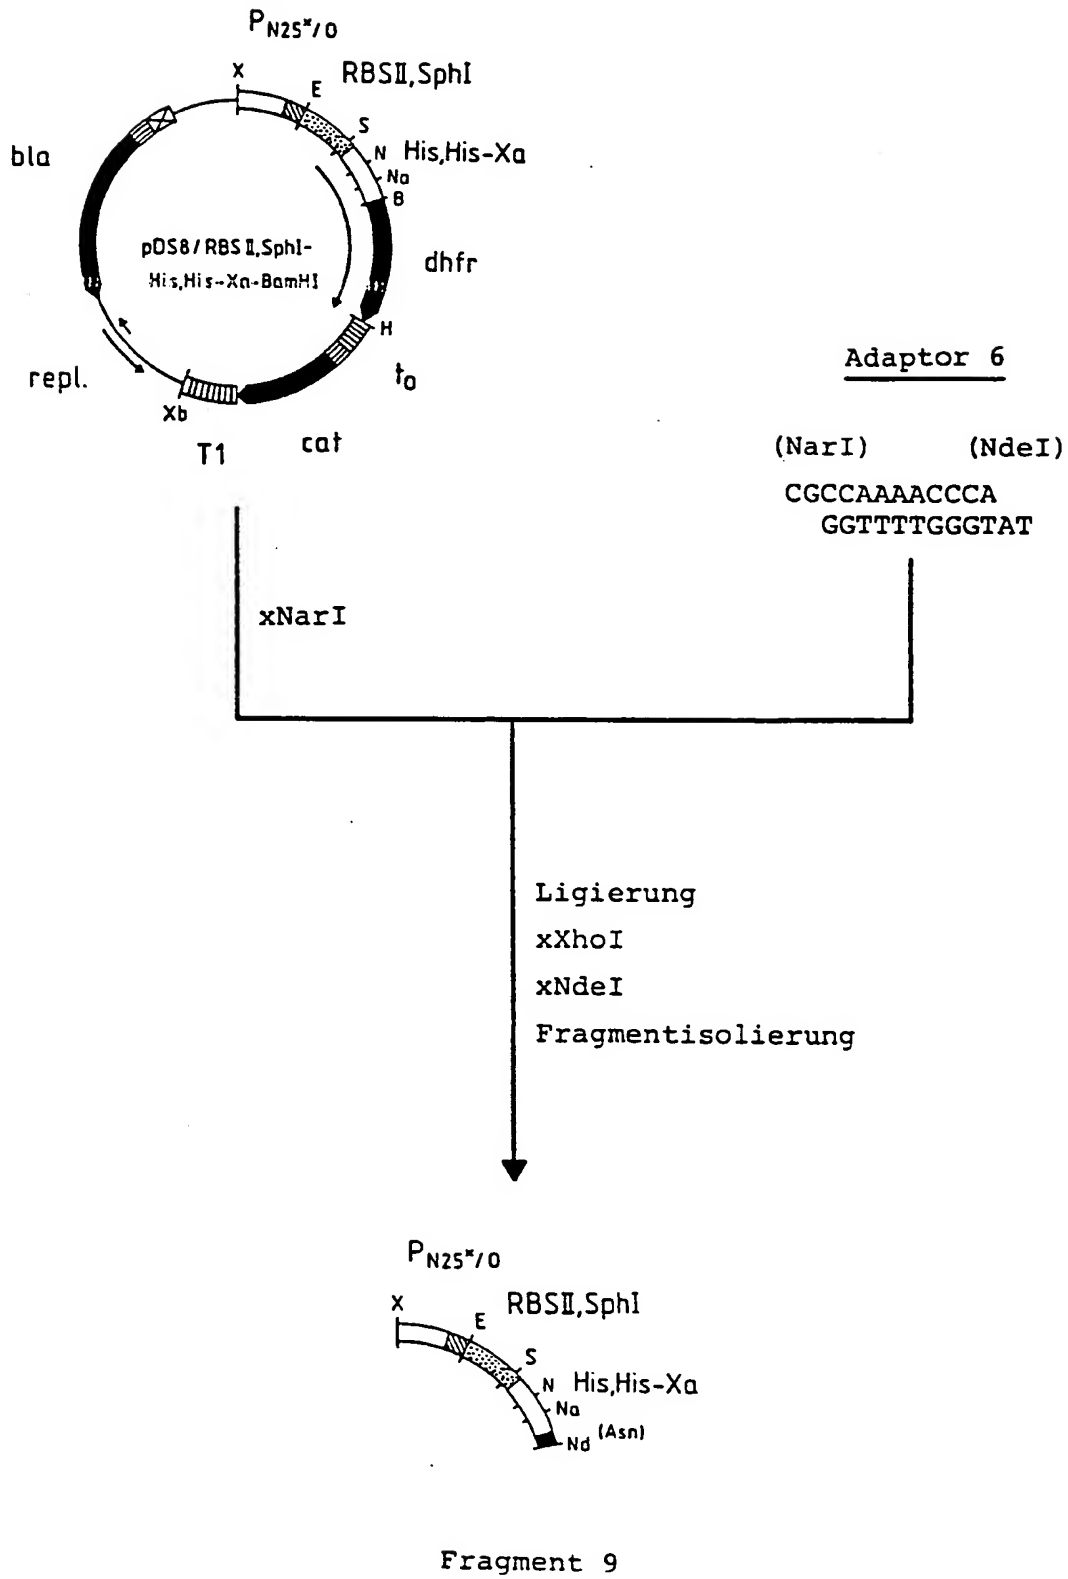 P N25*/O
X
E
RBSII,SphI
S
N
His,His-Xa
Na
B
bla
pDS8/RBSII,SphI-
His,His-Xa-BamHI
dhfr
H
repl.
to
Xb
T1
cat
Adaptor 6
(NarI) (NdeI)
CGCCAAAACCCA
GGTTTTGGGTAT
xNarI
Ligierung
xXhoI
xNdeI
Fragmentisolierung
P N25*/O
X
E
RBSII,SphI
S
N
His,His-Xa
Na
Nd (Asn)
Fragment 9